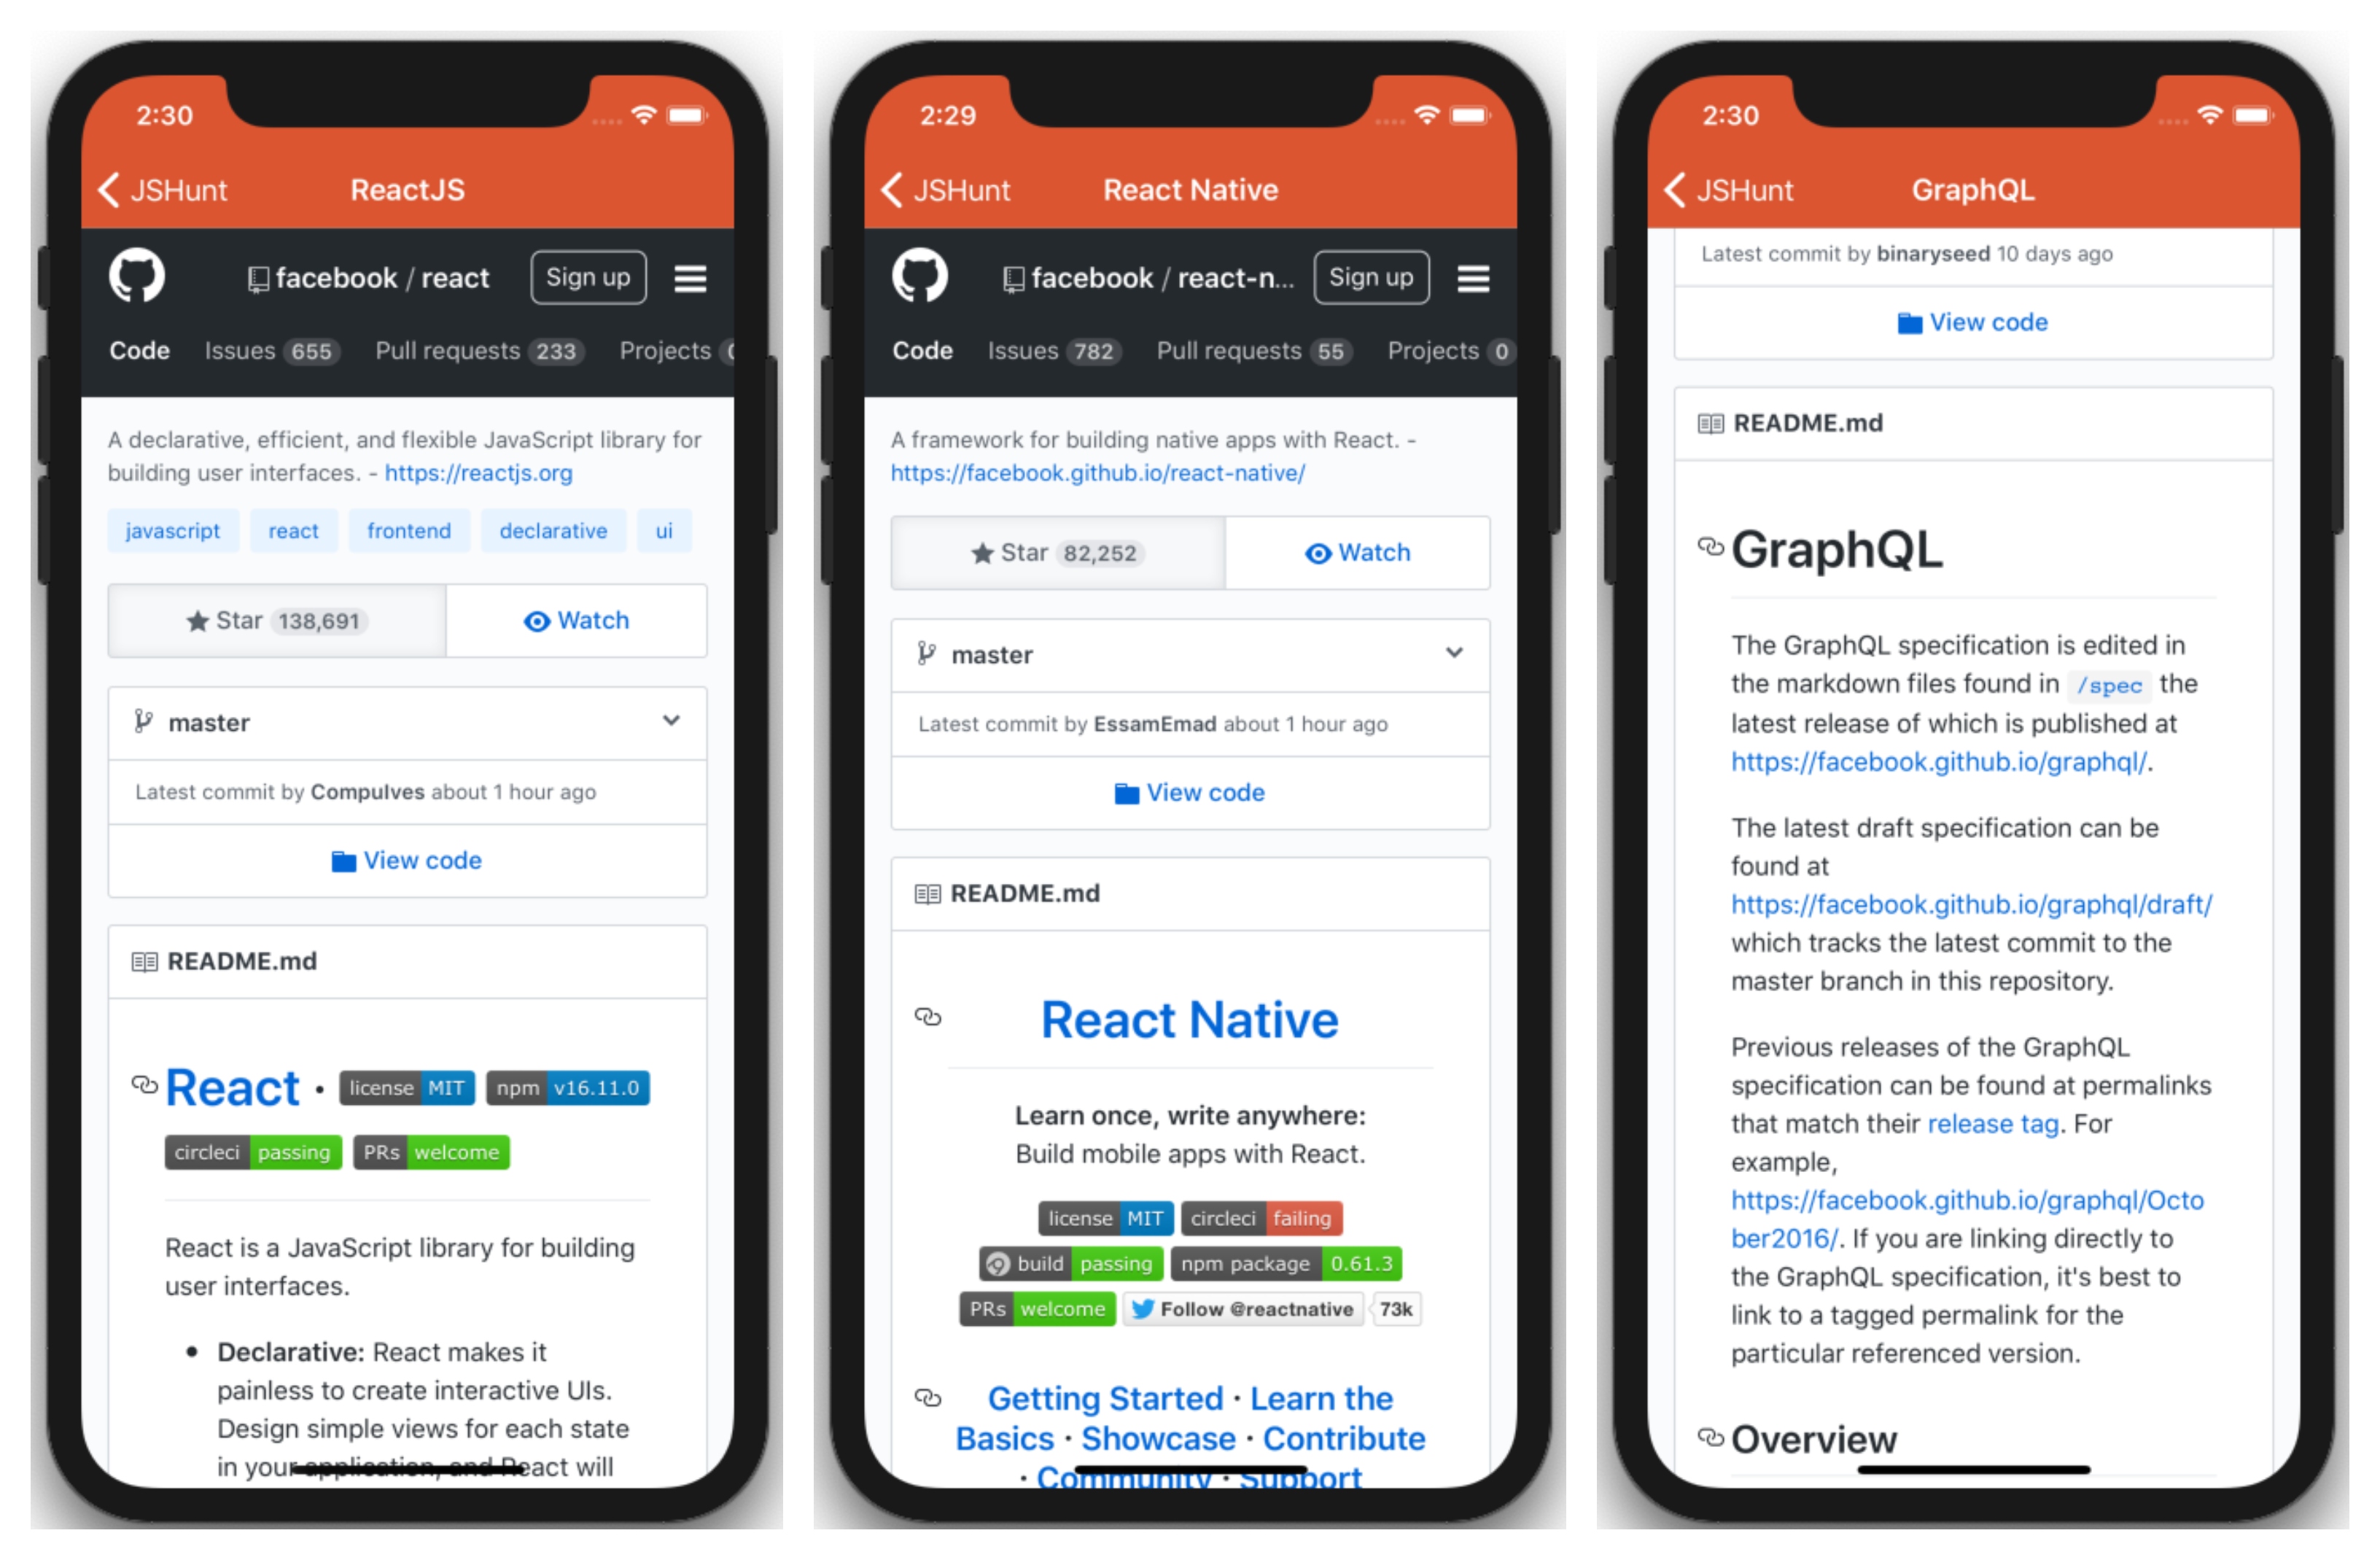 2:30
JSHunt
ReactJS
facebook / react
Sign up
Code Issues 655 Pull requests 233 Projects
A declarative, efficient, and flexible JavaScript library for
building user interfaces. - https://reactjs.org
javascript react frontend declarative ui
Star 138,691
Watch
master
Latest commit by Compulves about 1 hour ago
View code
README.md
React · license MIT npm v16.11.0
circleci passing PRs welcome
React is a JavaScript library for building
user interfaces.
• Declarative: React makes it
painless to create interactive UIs.
Design simple views for each state
in your application, and React will
2:29
JSHunt
React Native
facebook / react-n...
Sign up
Code Issues 782 Pull requests 55 Projects 0
A framework for building native apps with React. -
https://facebook.github.io/react-native/
Star 82,252
Watch
master
Latest commit by EssamEmad about 1 hour ago
View code
README.md
React Native
Learn once, write anywhere:
Build mobile apps with React.
license MIT circleci failing
build passing npm package 0.61.3
PRs welcome Follow @reactnative 73k
Getting Started · Learn the
Basics · Showcase · Contribute
· Community · Support
2:30
JSHunt
GraphQL
Latest commit by binaryseed 10 days ago
View code
README.md
GraphQL
The GraphQL specification is edited in
the markdown files found in /spec the
latest release of which is published at
https://facebook.github.io/graphql/.
The latest draft specification can be
found at
https://facebook.github.io/graphql/draft/
which tracks the latest commit to the
master branch in this repository.
Previous releases of the GraphQL
specification can be found at permalinks
that match their release tag. For
example,
https://facebook.github.io/graphql/Octo
ber2016/. If you are linking directly to
the GraphQL specification, it's best to
link to a tagged permalink for the
particular referenced version.
Overview